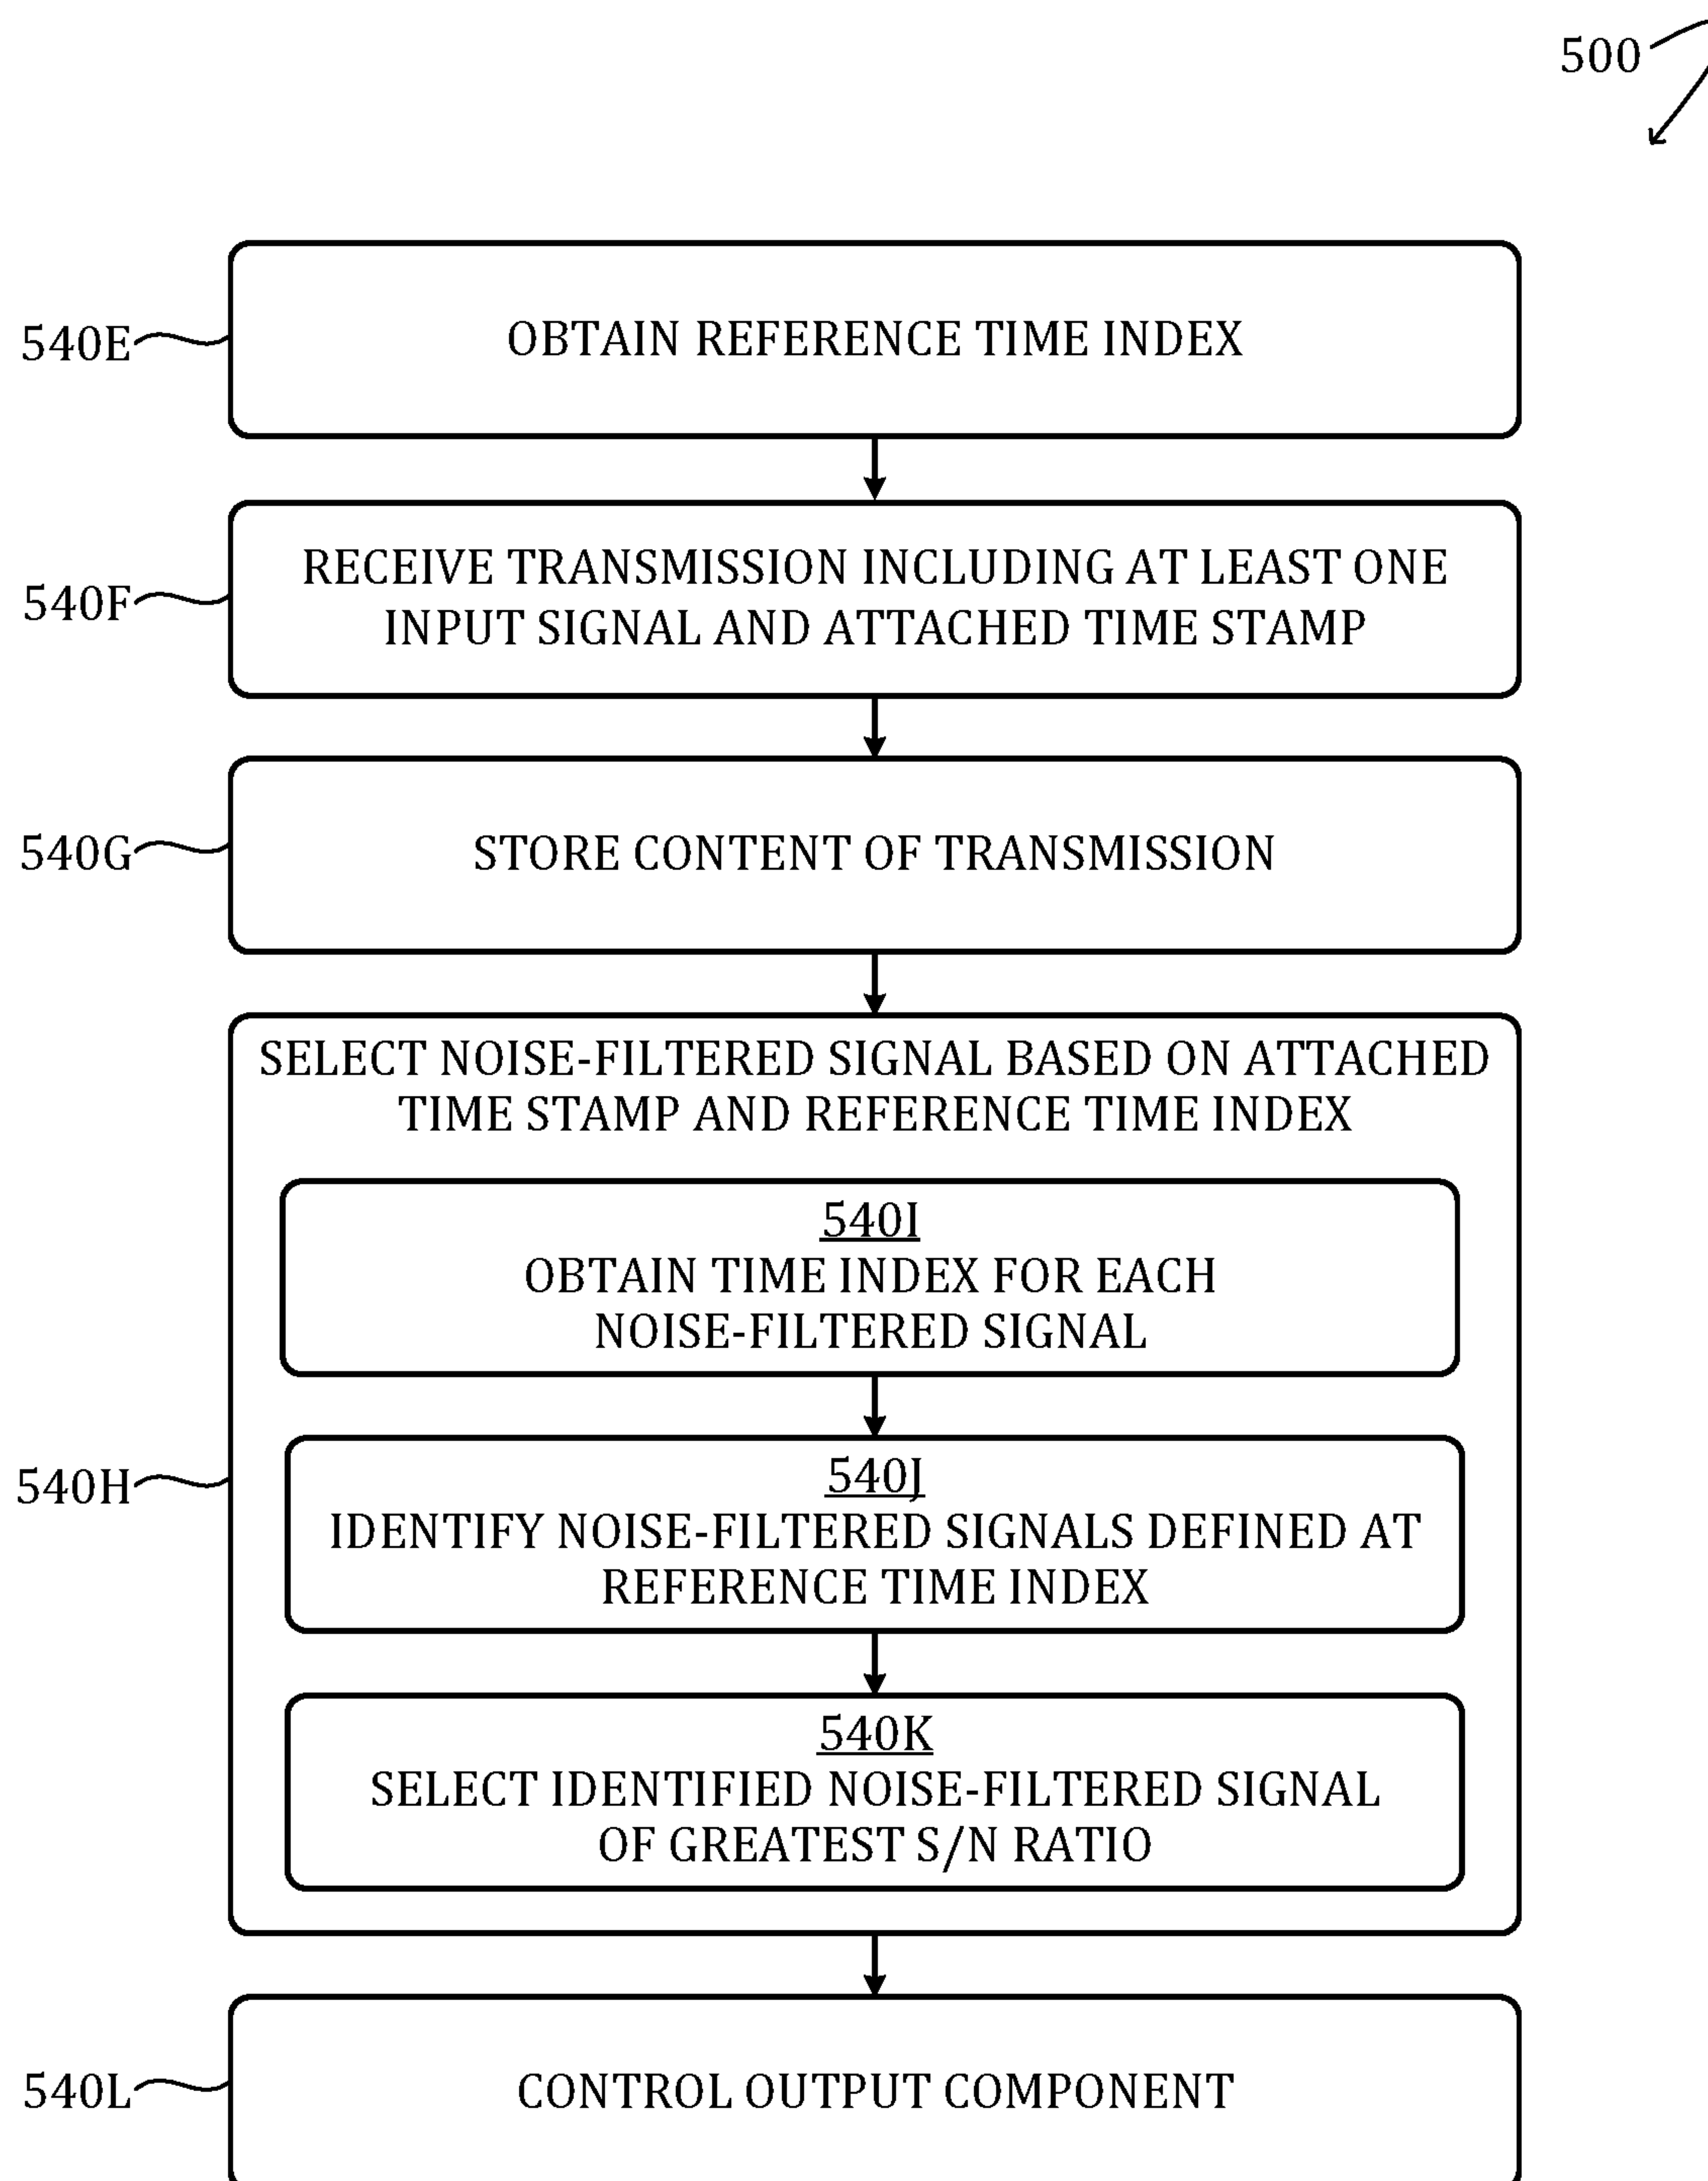 500
540E
OBTAIN REFERENCE TIME INDEX
540F
RECEIVE TRANSMISSION INCLUDING AT LEAST ONE
INPUT SIGNAL AND ATTACHED TIME STAMP
540G
STORE CONTENT OF TRANSMISSION
540H
SELECT NOISE-FILTERED SIGNAL BASED ON ATTACHED
TIME STAMP AND REFERENCE TIME INDEX
540I
OBTAIN TIME INDEX FOR EACH
NOISE-FILTERED SIGNAL
540J
IDENTIFY NOISE-FILTERED SIGNALS DEFINED AT
REFERENCE TIME INDEX
540K
SELECT IDENTIFIED NOISE-FILTERED SIGNAL
OF GREATEST S/N RATIO
540L
CONTROL OUTPUT COMPONENT